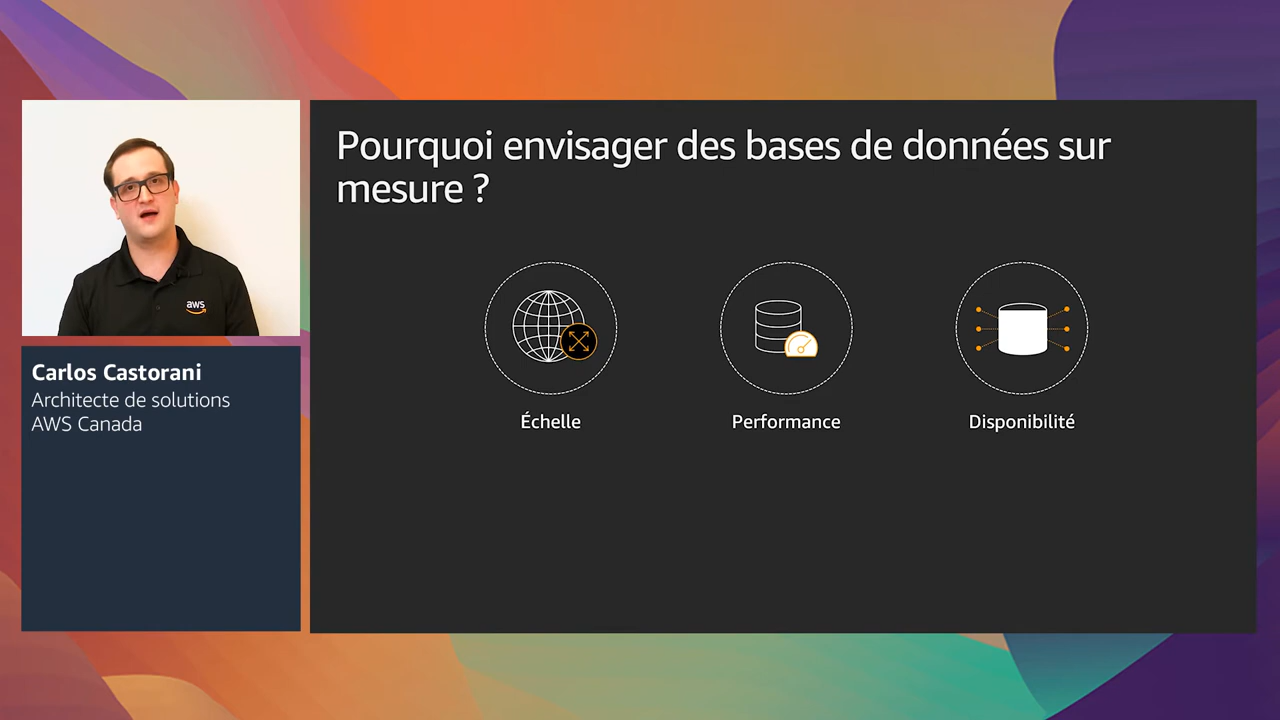 Pourquoi envisager des bases de données sur
mesure ?
aws
Carlos Castorani
Architecte de solutions
AWS Canada
Échelle
Performance
Disponibilité